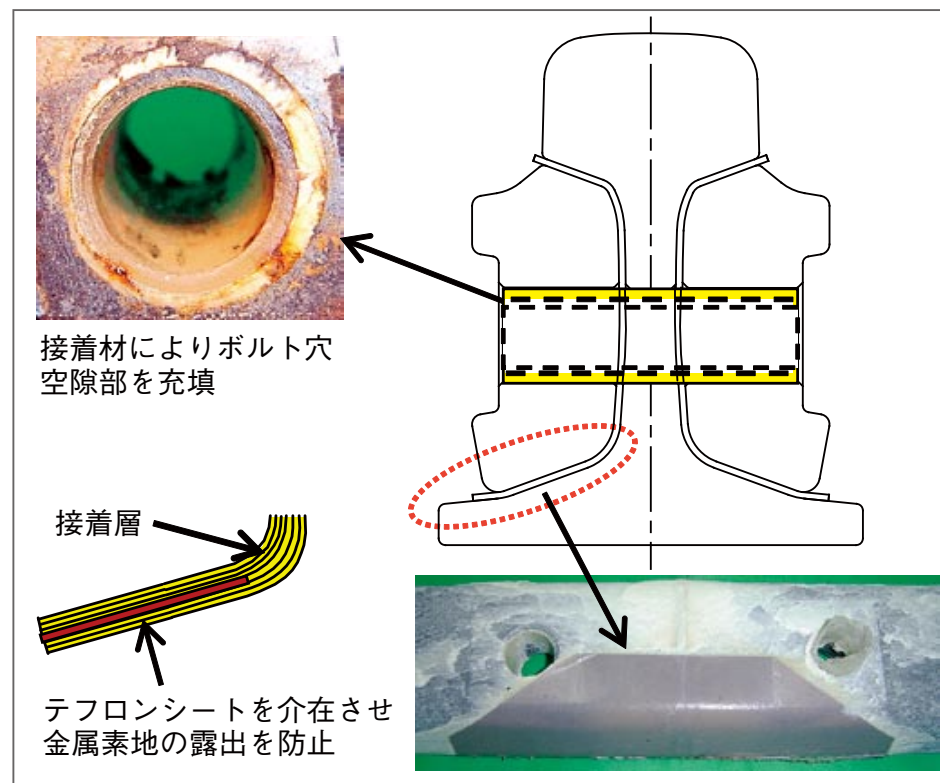 接着材によりボルト穴
空隙部を充填
接着層
テフロンシートを介在させ
金属素地の露出を防止